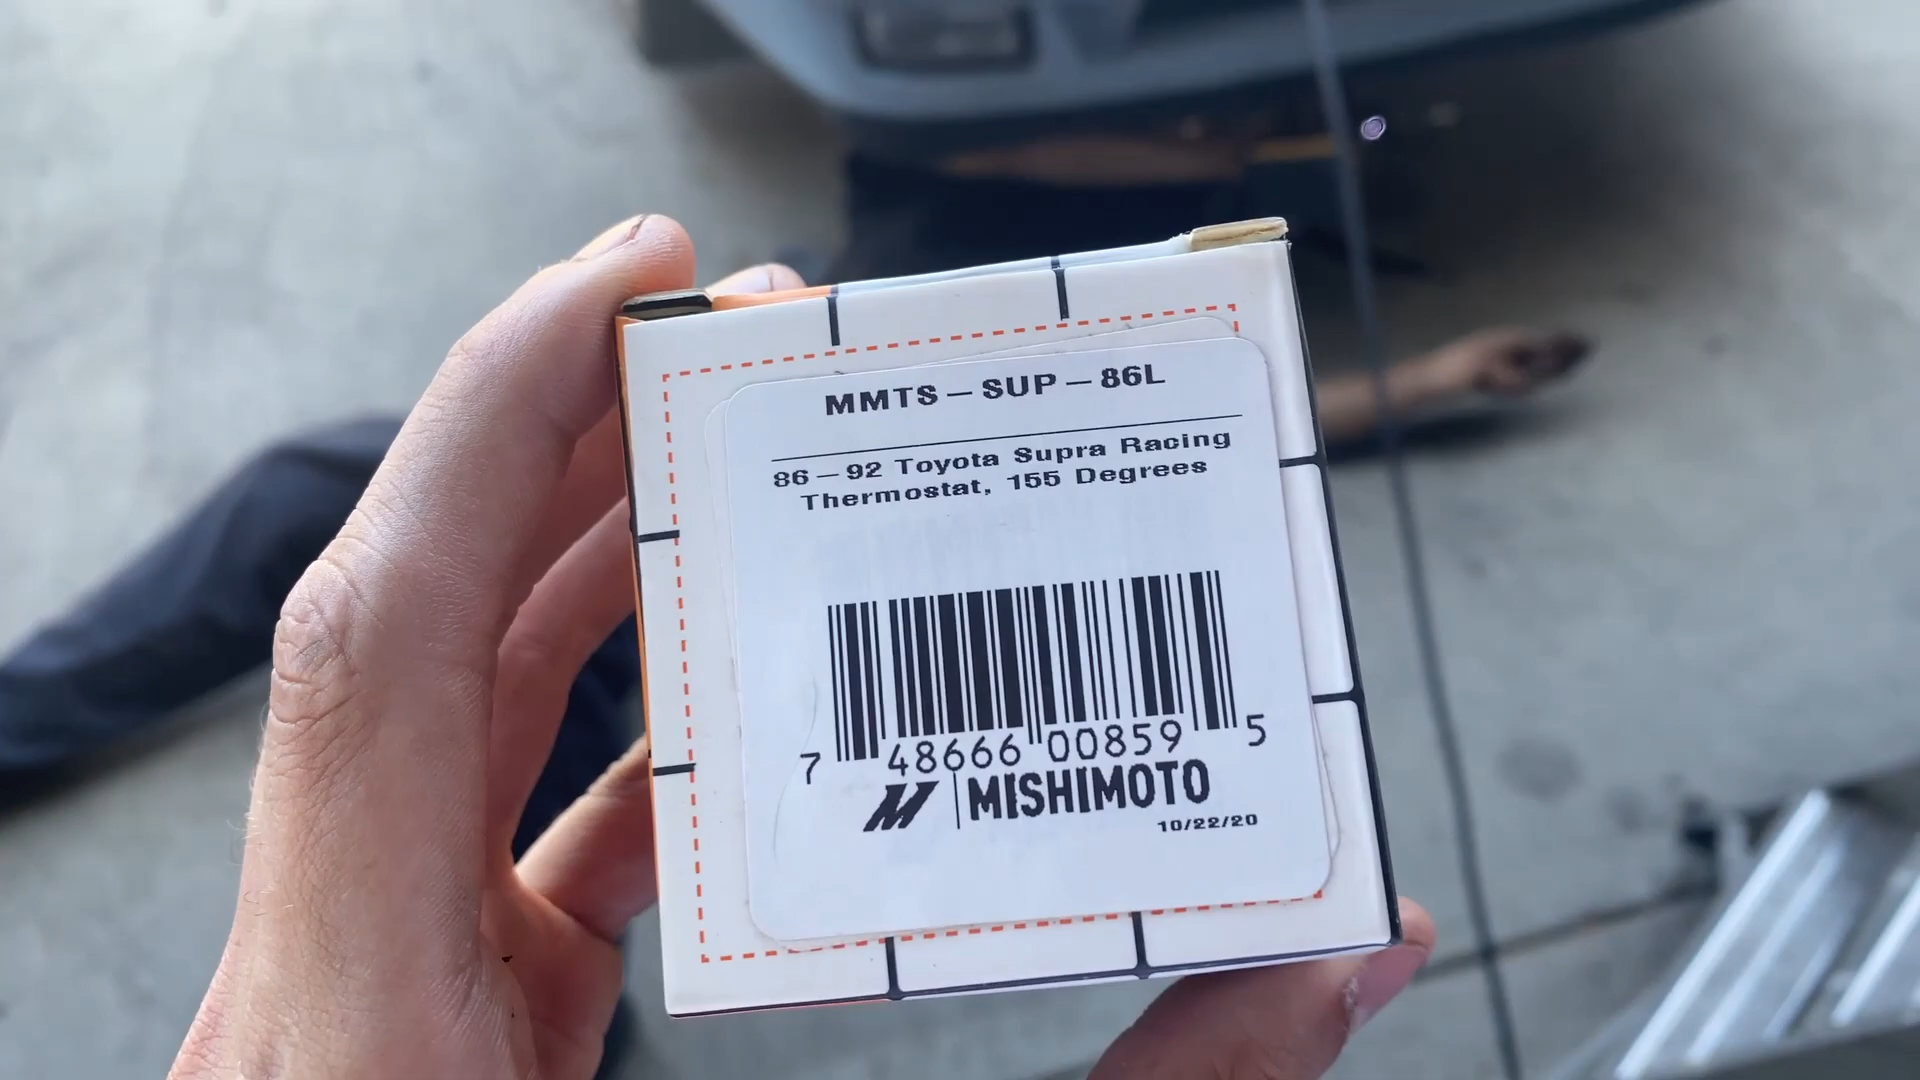 MMTS-SUP-86L
86-92 Toyota Supra Racing
Thermostat, 155 Degrees
7 48666 00859 5
M | MISHIMOTO
10/22/20